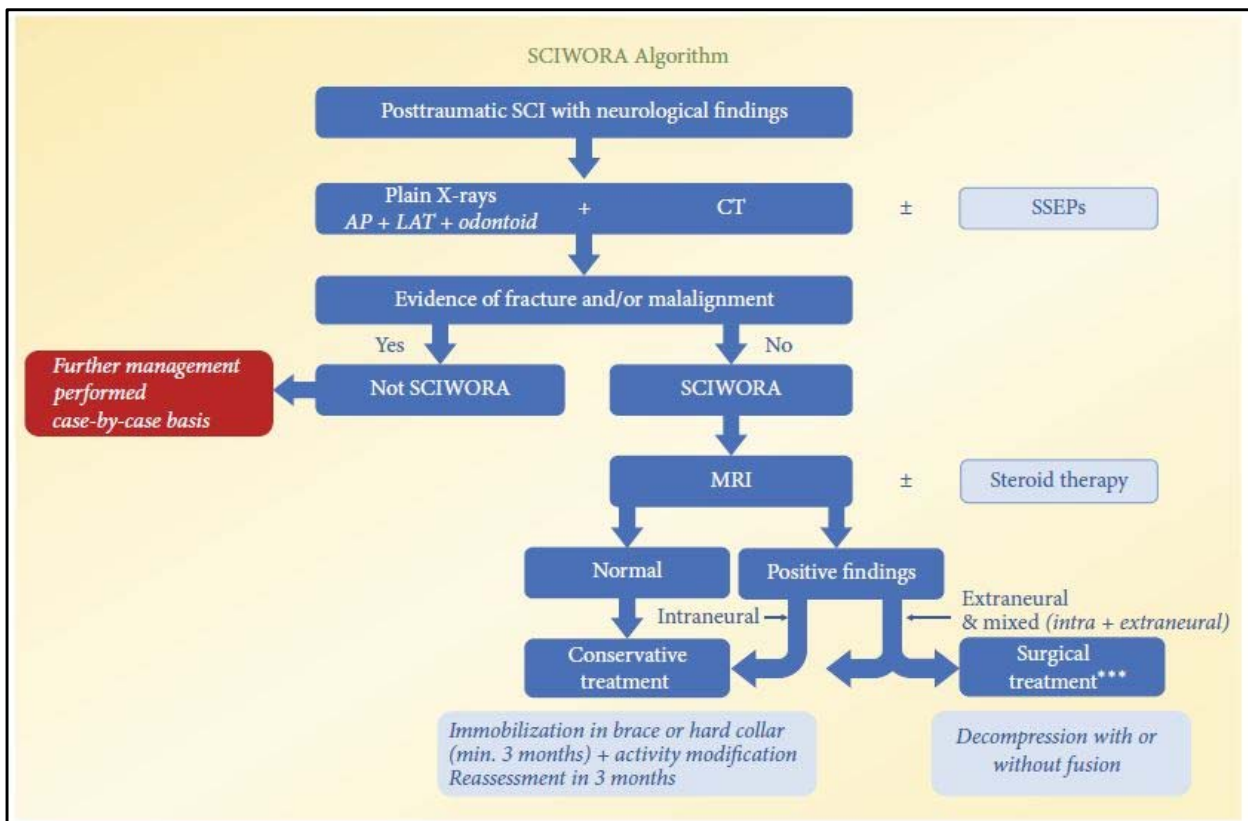 SCIWORA Algorithm
Posttraumatic SCI with neurological findings
Plain X-rays
AP + LAT + odontoid
+
CT
±
SSEPs
Evidence of fracture and/or malalignment
Yes
No
Further management
performed
case-by-case basis
Not SCIWORA
SCIWORA
MRI
±
Steroid therapy
Normal
Positive findings
Intraneural
Extraneural
& mixed (intra + extraneural)
Conservative
treatment
Surgical
treatment***
Immobilization in brace or hard collar
(min. 3 months) + activity modification
Reassessment in 3 months
Decompression with or
without fusion